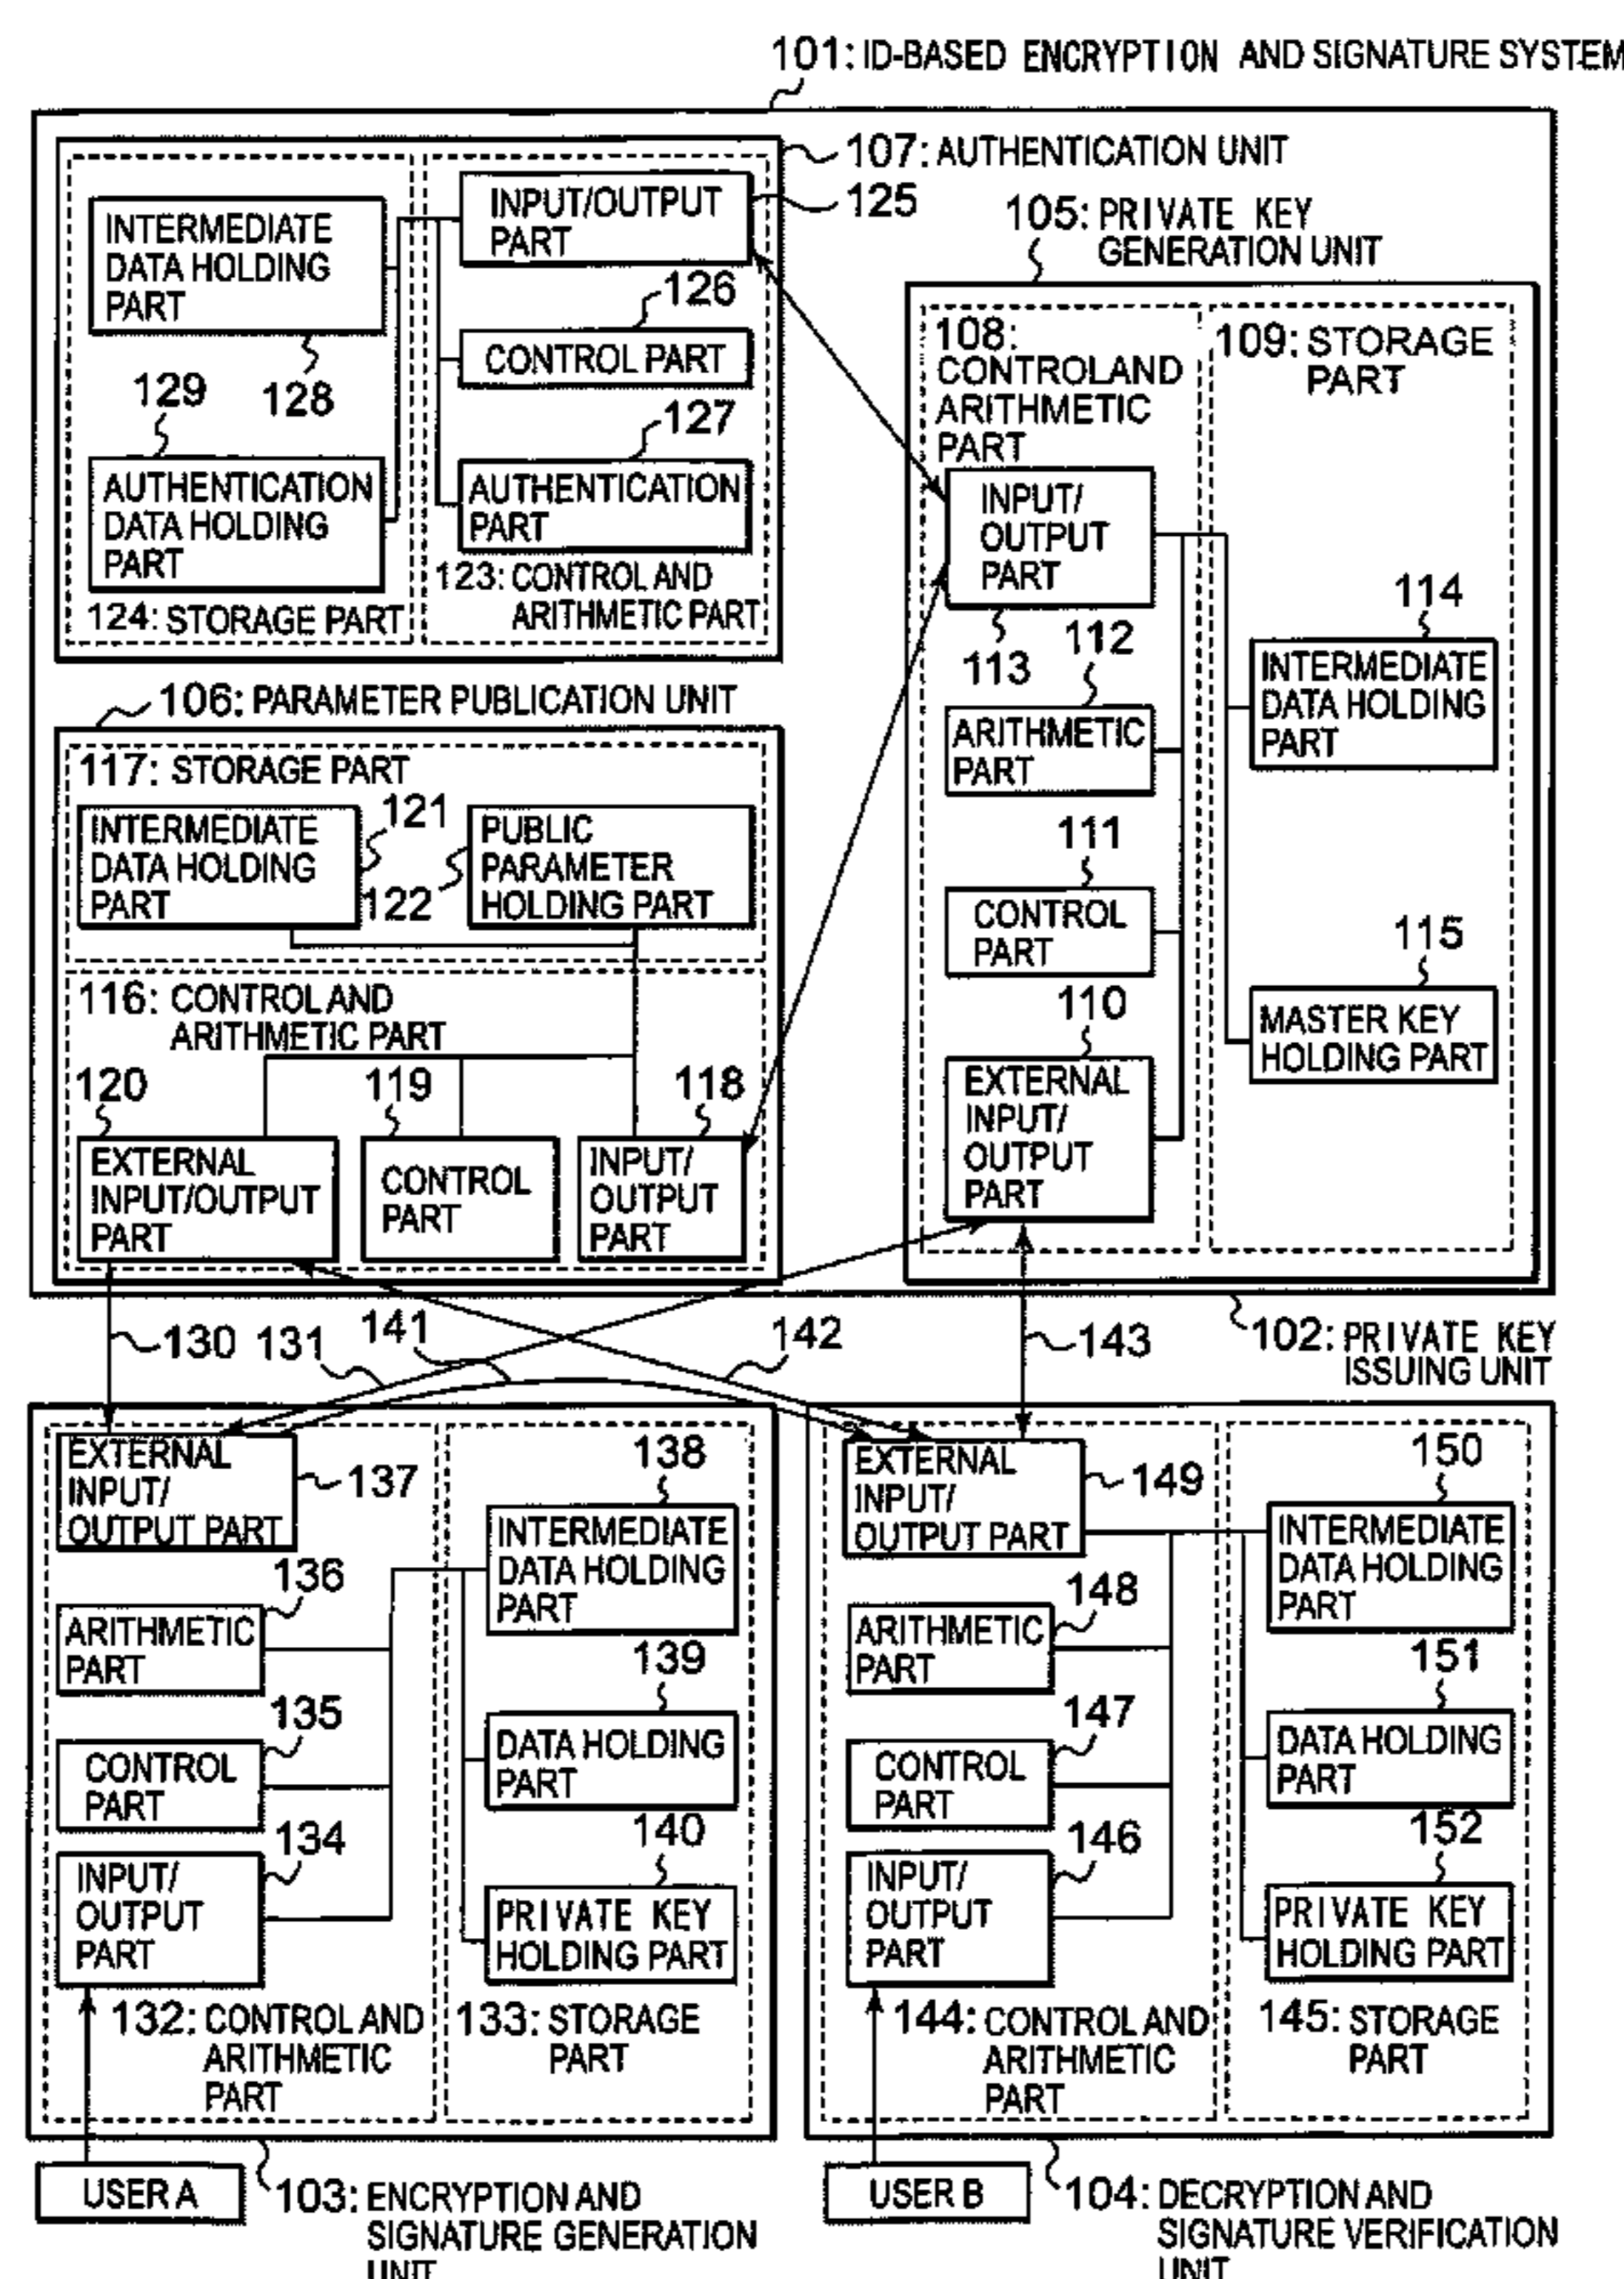 101: ID-BASED ENCRYPTION AND SIGNATURE SYSTEM
107: AUTHENTICATION UNIT
INTERMEDIATE
DATA HOLDING
PART
128
129
AUTHENTICATION
DATA HOLDING
PART
124: STORAGE PART
INPUT/OUTPUT
PART
125
126
CONTROL PART
127
AUTHENTICATION
PART
123: CONTROL AND
ARITHMETIC PART
105: PRIVATE KEY
GENERATION UNIT
108:
CONTROLAND
ARITHMETIC
PART
INPUT/
OUTPUT
PART
113
112
ARITHMETIC
PART
111
CONTROL
PART
110
EXTERNAL
INPUT/
OUTPUT
PART
109: STORAGE
PART
114
INTERMEDIATE
DATA HOLDING
PART
115
MASTER KEY
HOLDING PART
106: PARAMETER PUBLICATION UNIT
117: STORAGE PART
INTERMEDIATE
DATA HOLDING
PART
121
122
PUBLIC
PARAMETER
HOLDING PART
116: CONTROL AND
ARITHMETIC PART
120
EXTERNAL
INPUT/OUTPUT
PART
119
CONTROL
PART
118
INPUT/
OUTPUT
PART
130
131
141
142
143
102: PRIVATE KEY
ISSUING UNIT
EXTERNAL
INPUT/
OUTPUT PART
137
136
ARITHMETIC
PART
135
CONTROL
PART
134
INPUT/
OUTPUT
PART
132: CONTROL AND
ARITHMETIC
PART
138
INTERMEDIATE
DATA HOLDING
PART
139
DATA HOLDING
PART
140
PRIVATE KEY
HOLDING PART
133: STORAGE
PART
USER A
103: ENCRYPTION AND
SIGNATURE GENERATION
UNIT
EXTERNAL
INPUT/
OUTPUT PART
149
148
ARITHMETIC
PART
147
CONTROL
PART
146
INPUT/
OUTPUT
PART
144: CONTROL AND
ARITHMETIC
PART
150
INTERMEDIATE
DATA HOLDING
PART
151
DATA HOLDING
PART
152
PRIVATE KEY
HOLDING PART
145: STORAGE
PART
USER B
104: DECRYPTION AND
SIGNATURE VERIFICATION
UNIT